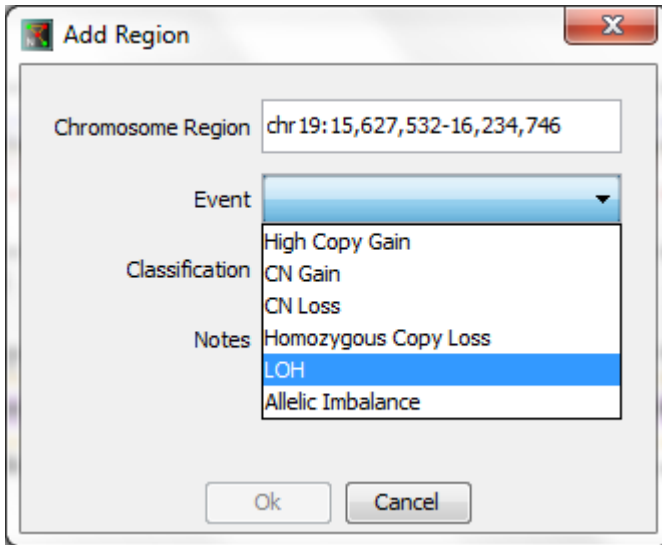 Add Region
Chromosome Region chr19:15,627,532-16,234,746
Event
High Copy Gain
Classification CN Gain
CN Loss
Notes Homozygous Copy Loss
LOH
Allelic Imbalance
Ok Cancel